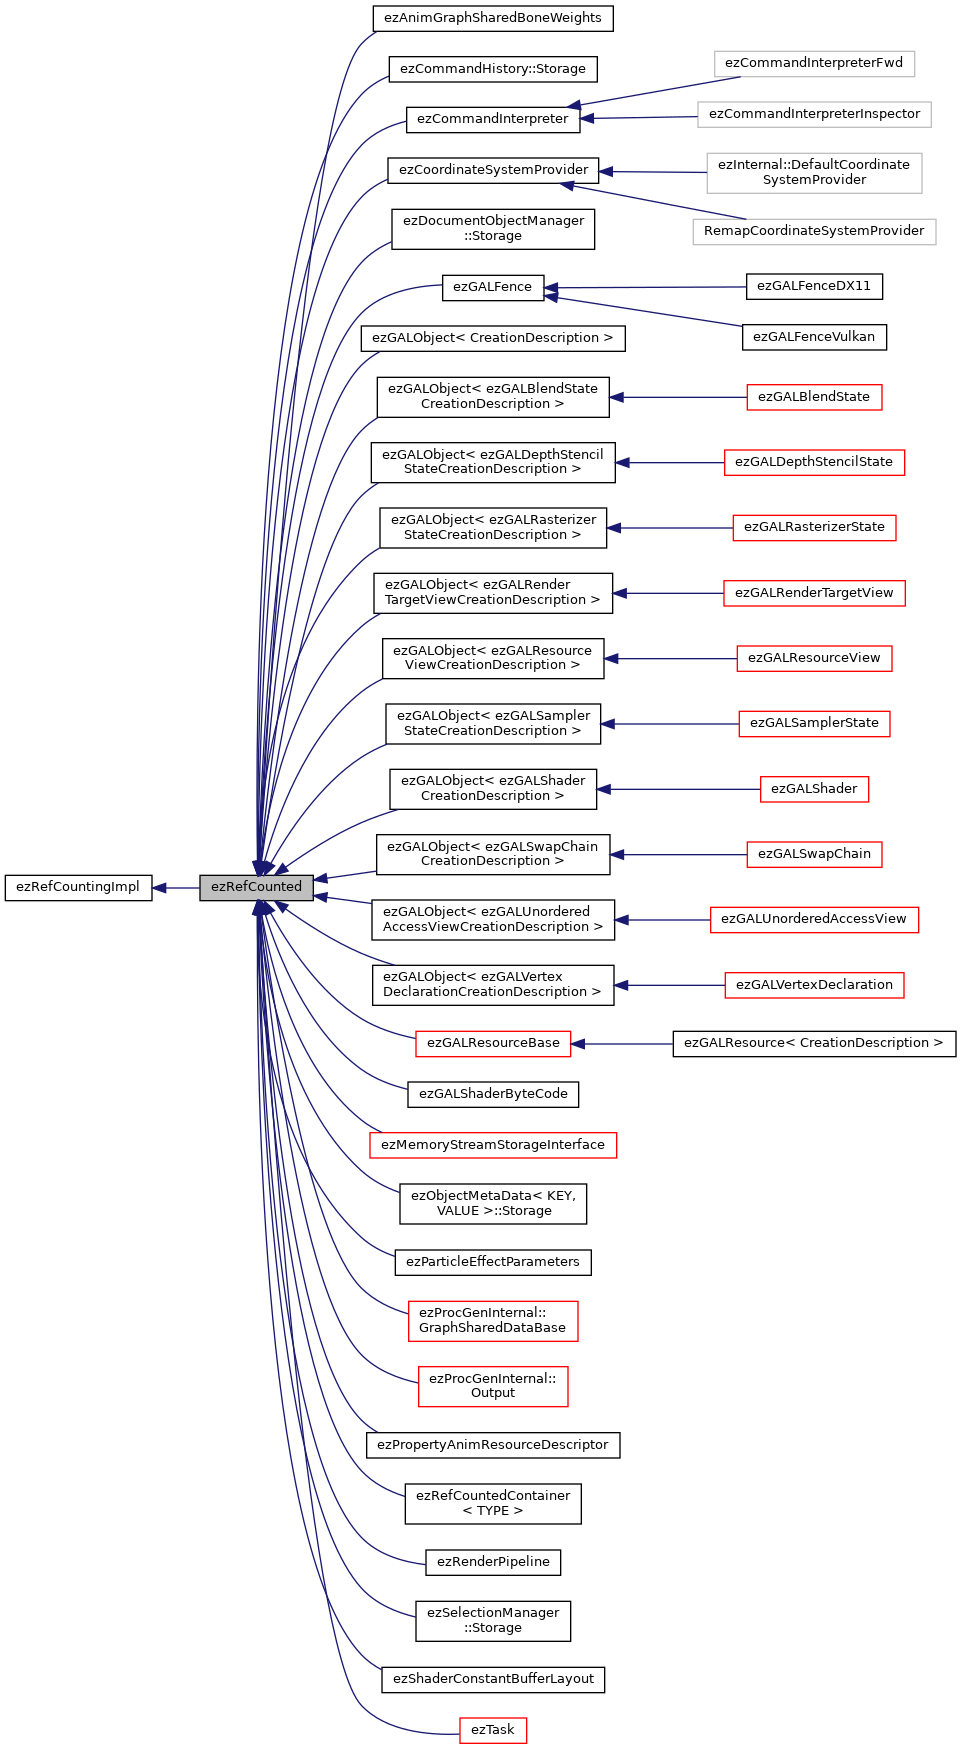 ezAnimGraphSharedBoneWeights
ezCommandHistory::Storage
ezCommandInterpreterFwd
ezCommandInterpreter
ezCommandInterpreterInspector
ezCoordinateSystemProvider
ezInternal::DefaultCoordinate
SystemProvider
RemapCoordinateSystemProvider
ezDocumentObjectManager
::Storage
ezGALFence
ezGALFenceDX11
ezGALFenceVulkan
ezGALObject< CreationDescription >
ezGALObject< ezGALBlendState
CreationDescription >
ezGALBlendState
ezGALObject< ezGALDepthStencil
StateCreationDescription >
ezGALDepthStencilState
ezGALObject< ezGALRasterizer
StateCreationDescription >
ezGALRasterizerState
ezGALObject< ezGALRender
TargetViewCreationDescription >
ezGALRenderTargetView
ezGALObject< ezGALResource
ViewCreationDescription >
ezGALResourceView
ezGALObject< ezGALSampler
StateCreationDescription >
ezGALSamplerState
ezGALObject< ezGALShader
CreationDescription >
ezGALShader
ezGALObject< ezGALSwapChain
CreationDescription >
ezGALSwapChain
ezRefCountingImpl
ezRefCounted
ezGALObject< ezGALUnordered
AccessViewCreationDescription >
ezGALUnorderedAccessView
ezGALObject< ezGALVertex
DeclarationCreationDescription >
ezGALVertexDeclaration
ezGALResourceBase
ezGALResource< CreationDescription >
ezGALShaderByteCode
ezMemoryStreamStorageInterface
ezObjectMetaData< KEY,
VALUE >::Storage
ezParticleEffectParameters
ezProcGenInternal::
GraphSharedDataBase
ezProcGenInternal::
Output
ezPropertyAnimResourceDescriptor
ezRefCountedContainer
< TYPE >
ezRenderPipeline
ezSelectionManager
::Storage
ezShaderConstantBufferLayout
ezTask